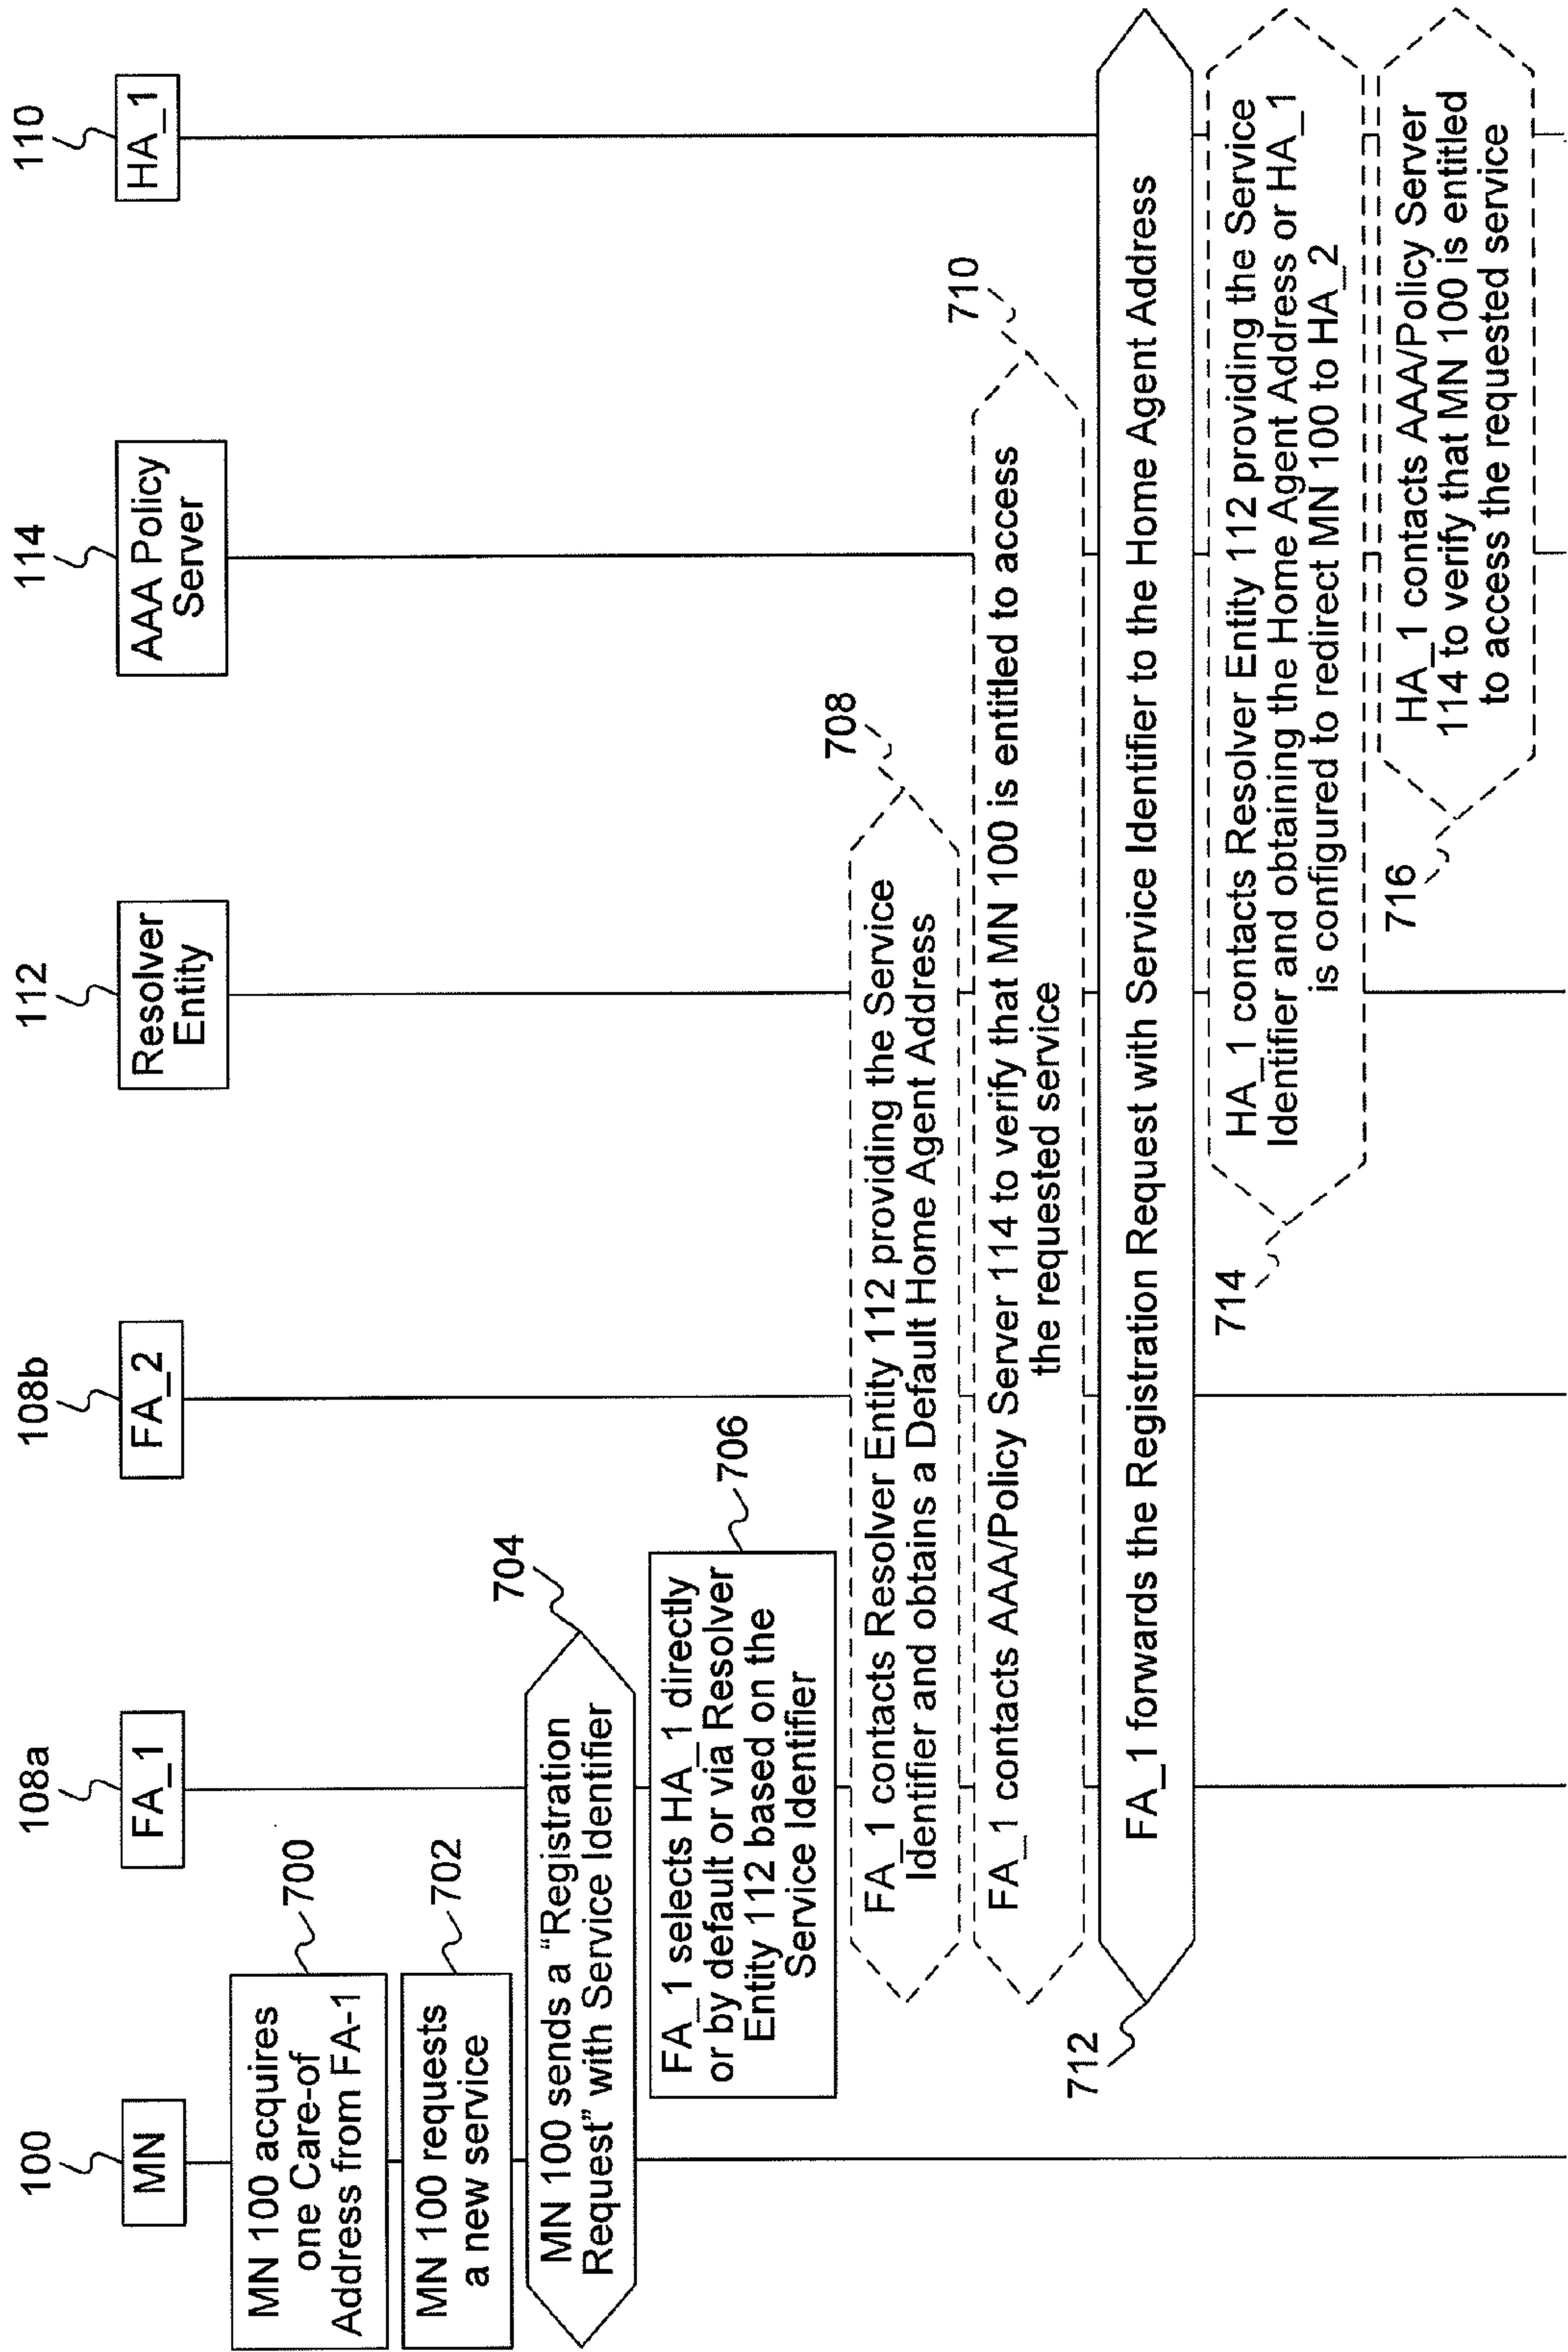 100
108a
108b
112
114
110
MN
FA_1
FA_2
Resolver
Entity
AAA Policy
Server
HA_1
MN 100 acquires
one Care-of
Address from FA-1
700
MN 100 requests
a new service
702
MN 100 sends a "Registration
Request" with Service Identifier
704
FA_1 selects HA_1 directly
or by default or via Resolver
Entity 112 based on the
Service Identifier
706
FA_1 contacts Resolver Entity 112 providing the Service
Identifier and obtains a Default Home Agent Address
708
FA_1 contacts AAA/Policy Server 114 to verify that MN 100 is entitled to access
the requested service
710
FA_1 forwards the Registration Request with Service Identifier to the Home Agent Address
712
HA_1 contacts Resolver Entity 112 providing the Service
Identifier and obtaining the Home Agent Address or HA_1
is configured to redirect MN 100 to HA_2
714
HA_1 contacts AAA/Policy Server
114 to verify that MN 100 is entitled
to access the requested service
716